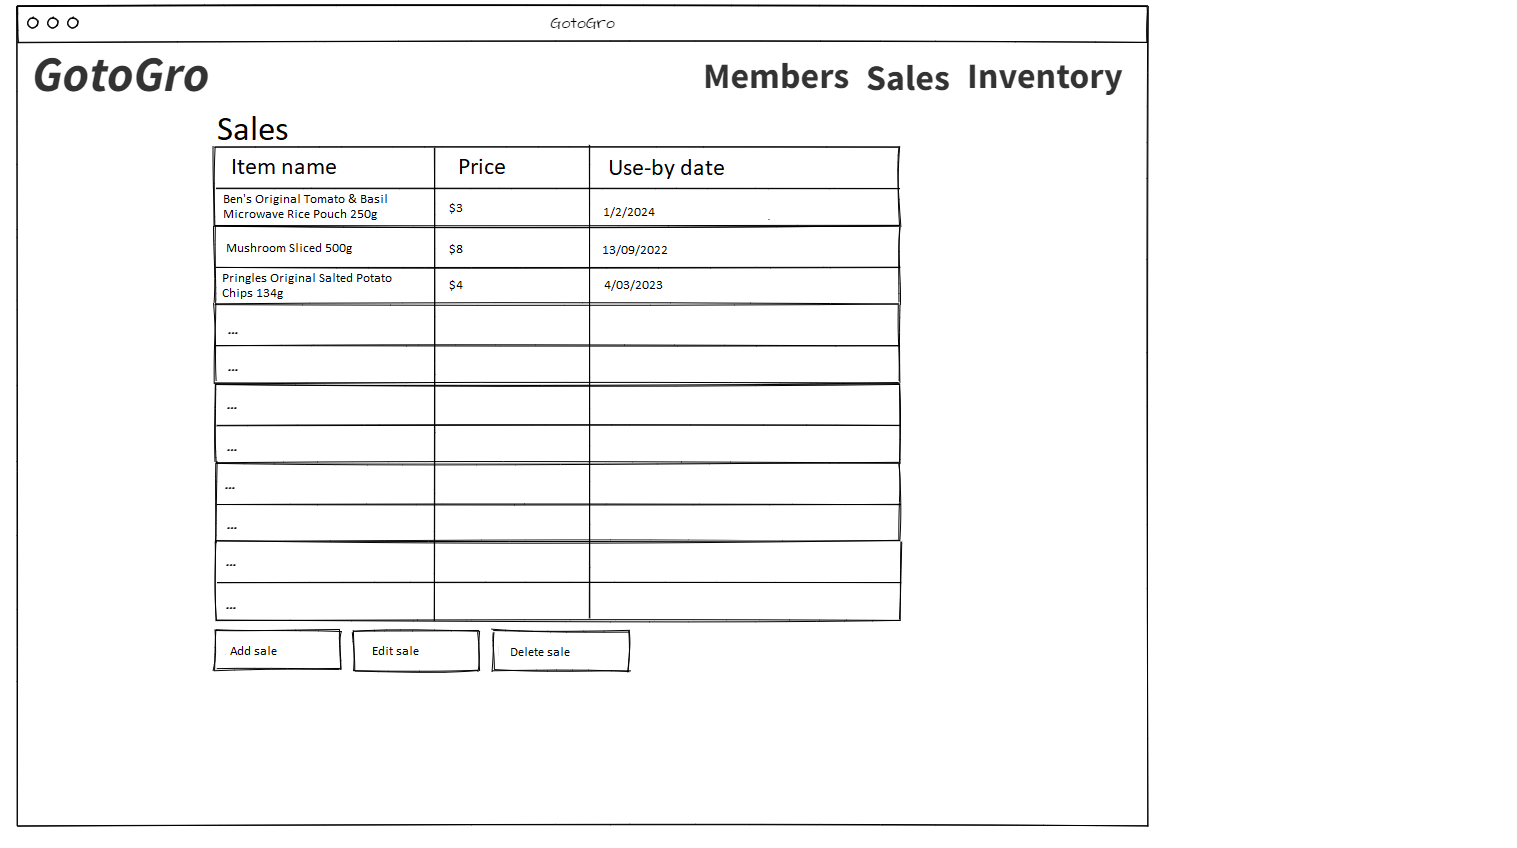 GotoGro
GotoGro
Members Sales Inventory
Sales
Item name Price Use-by date
Ben's Original Tomato & Basil
Microwave Rice Pouch 250g
$3
1/2/2024
Mushroom Sliced 500g $8 13/09/2022
Pringles Original Salted Potato
Chips 134g
$4 4/03/2023
...
...
...
...
...
...
...
...
Add sale Edit sale Delete sale